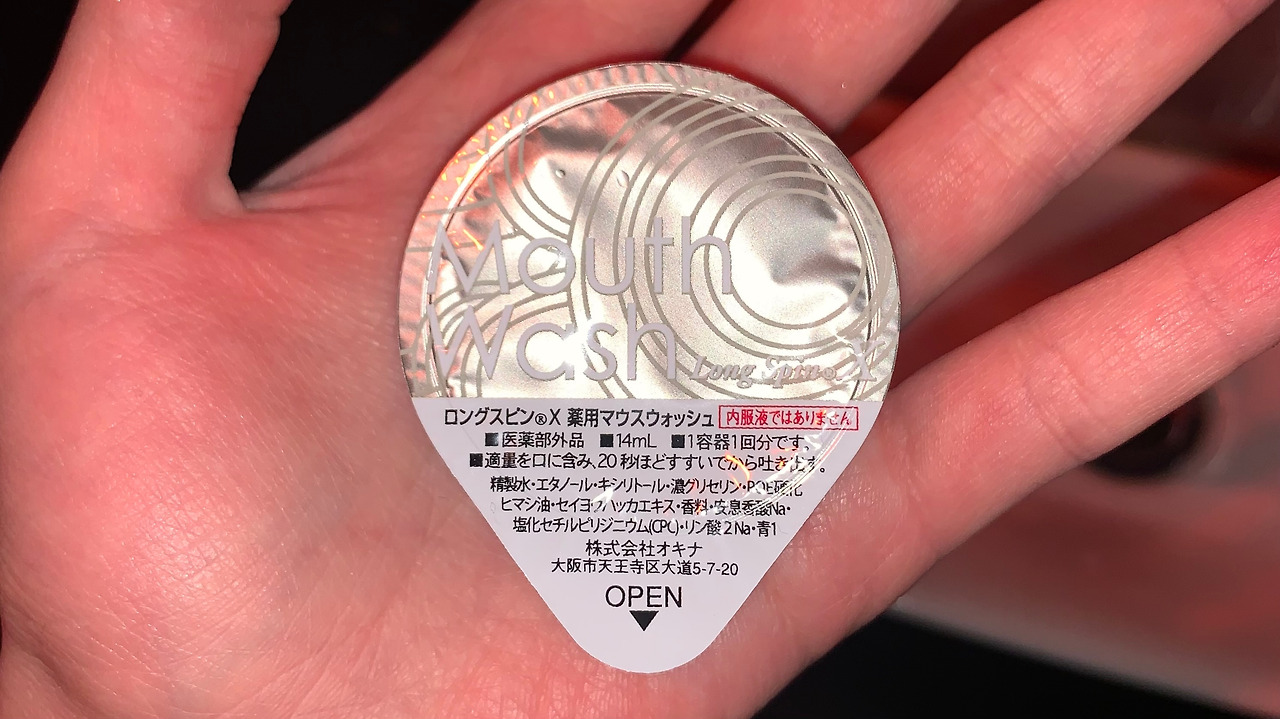 Mouth
Wash Long Spin® X
ロングスピン®X 薬用マウスウォッシュ 内服液ではありません
■医薬部外品 ■14mL ■1容器1回分です。
■適量を口に含み、20秒ほどすすいでから吐き出す。
精製水・エタノール・キシリトール・濃グリセリン・POE硬化
ヒマシ油・セイヨウハッカエキス・香料・安息香酸Na・
塩化セチルピリジニウム(CPC)・リン酸2Na・青1
株式会社オキナ
大阪市天王寺区大道5-7-20
OPEN